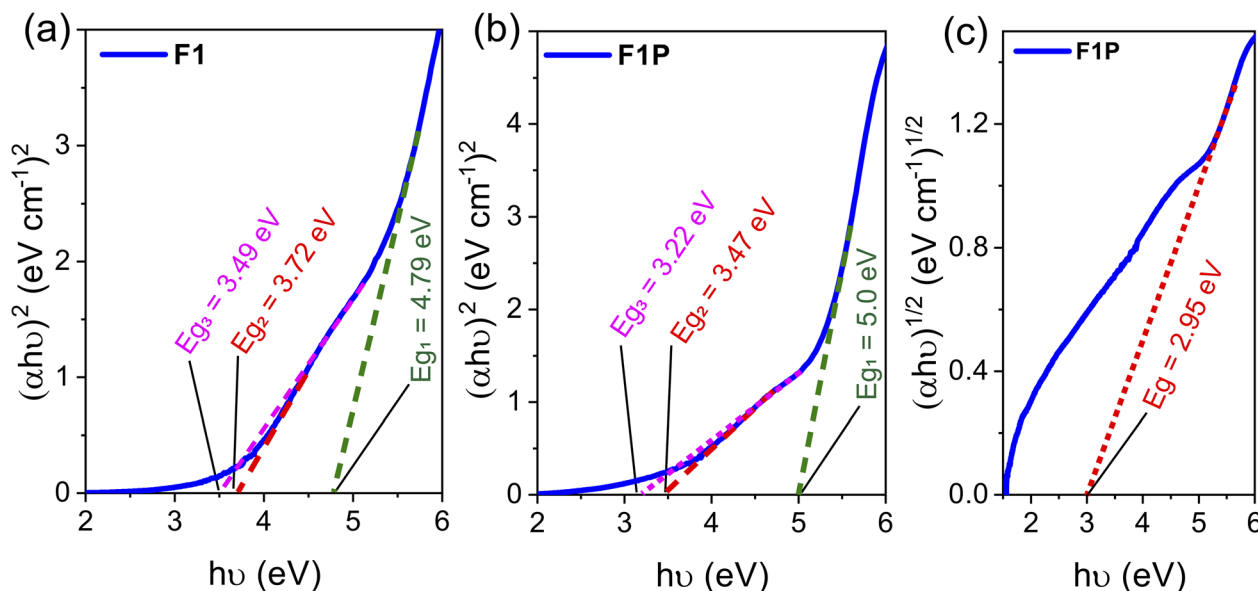 (a)
F1
(αhυ)² (eV cm⁻¹)²
4
3
2
1
0
2 3 4 5 6
hυ (eV)
Eg₃ = 3.49 eV
Eg₂ = 3.72 eV
Eg₁ = 4.79 eV
(b)
F1P
(αhυ)² (eV cm⁻¹)²
4
3
2
1
0
2 3 4 5 6
hυ (eV)
Eg₃ = 3.22 eV
Eg₂ = 3.47 eV
Eg₁ = 5.0 eV
(c)
F1P
(αhυ)¹/² (eV cm⁻¹)¹/²
1.2
0.8
0.4
0.0
2 3 4 5 6
hυ (eV)
Eg = 2.95 eV